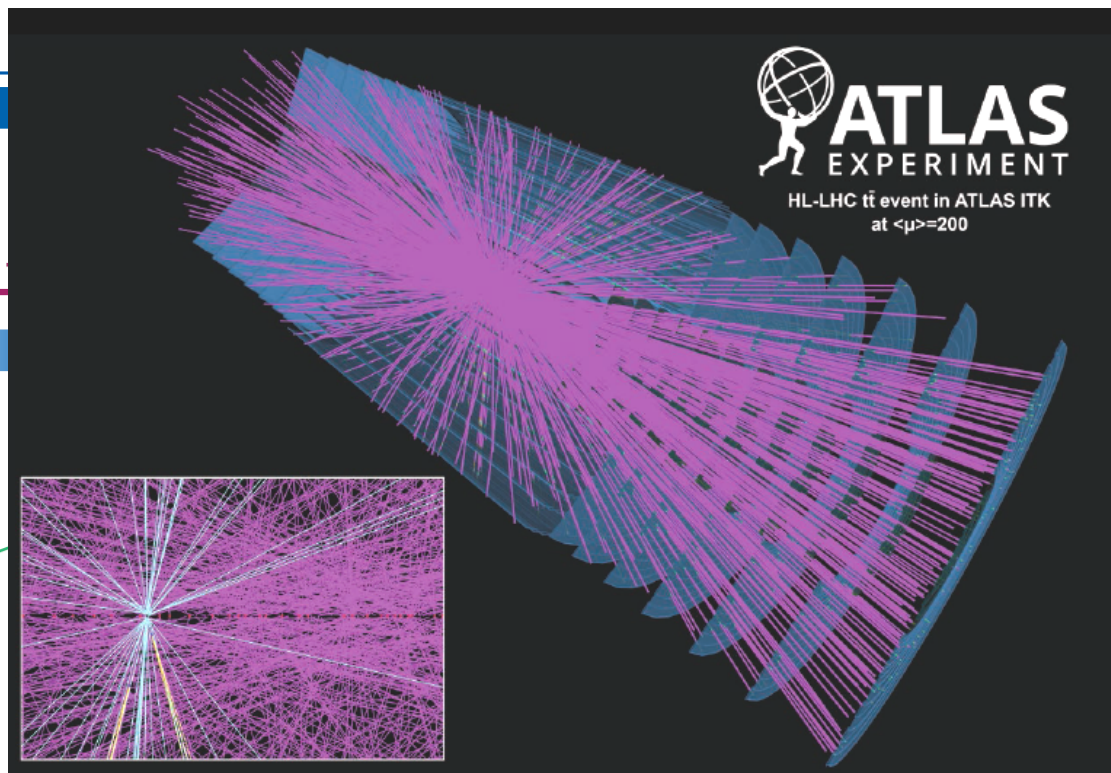 ATLAS
EXPERIMENT
HL-LHC tt̄ event in ATLAS ITK
at <µ>=200